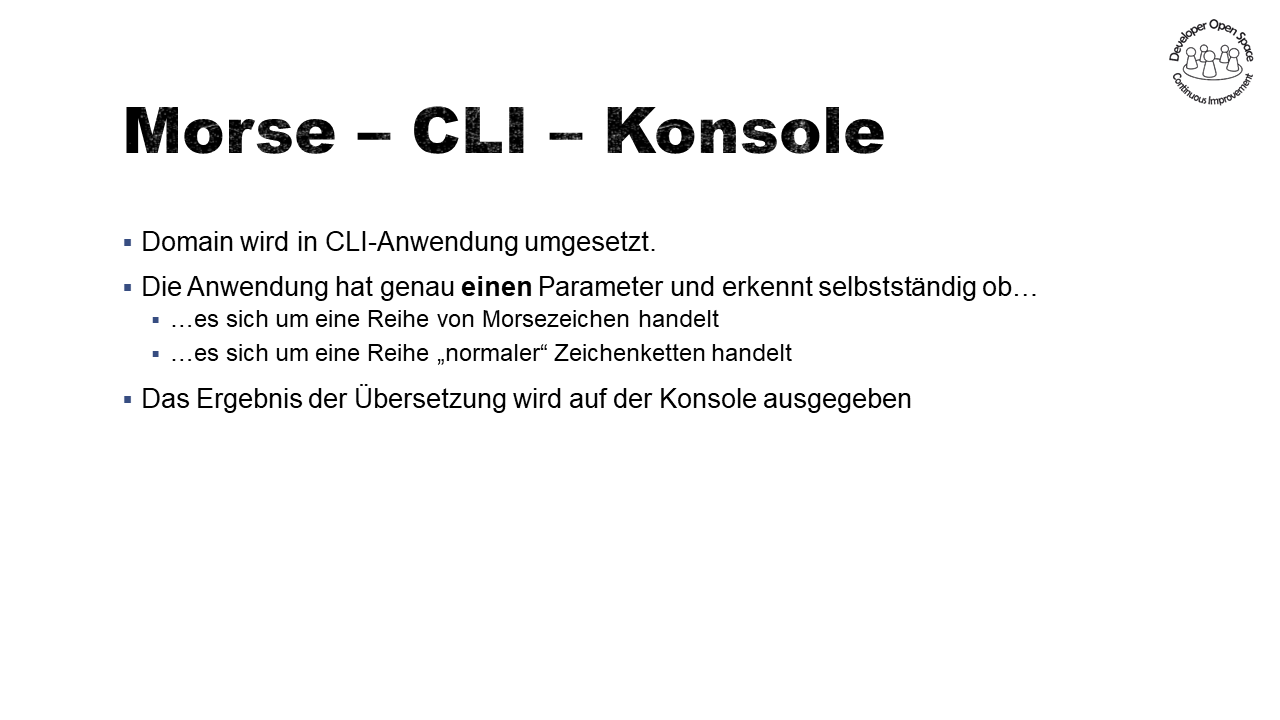 Developer Open Space
Continuous Improvement
Morse – CLI – Konsole
▪ Domain wird in CLI-Anwendung umgesetzt.
▪ Die Anwendung hat genau einen Parameter und erkennt selbstständig ob…
▪ …es sich um eine Reihe von Morsezeichen handelt
▪ …es sich um eine Reihe „normaler“ Zeichenketten handelt
▪ Das Ergebnis der Übersetzung wird auf der Konsole ausgegeben